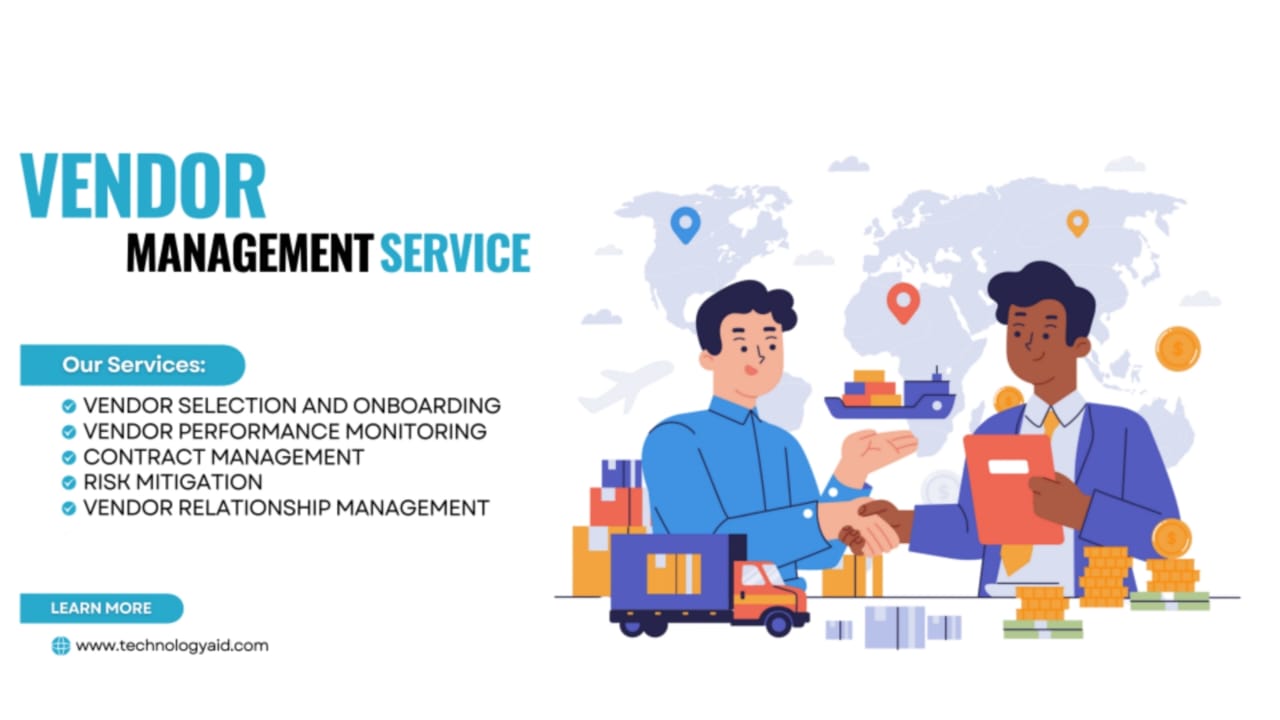 VENDOR
MANAGEMENT SERVICE
Our Services:
VENDOR SELECTION AND ONBOARDING
VENDOR PERFORMANCE MONITORING
CONTRACT MANAGEMENT
RISK MITIGATION
VENDOR RELATIONSHIP MANAGEMENT
LEARN MORE
www.technologyaid.com
$
$
$
$